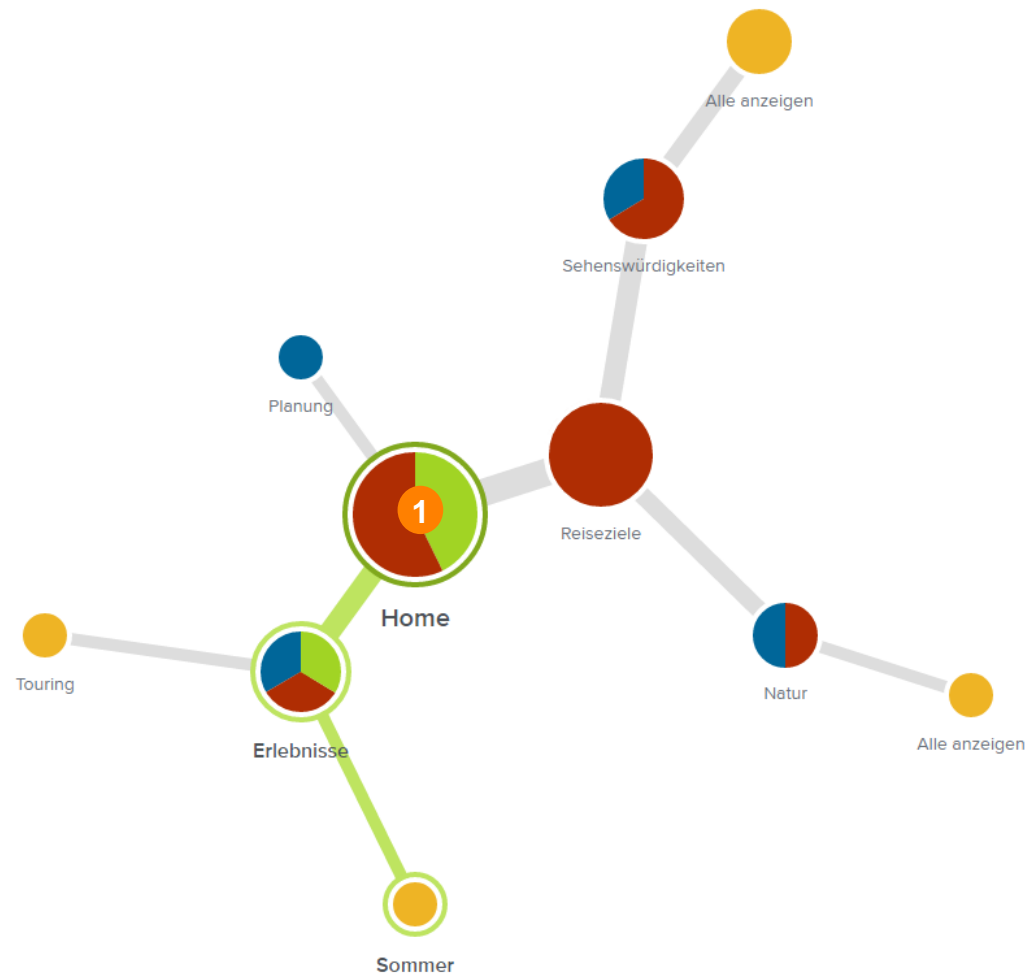 Alle anzeigen
Sehenswürdigkeiten
Planung
1
Reiseziele
Home
Touring
Natur
Erlebnisse
Alle anzeigen
Sommer